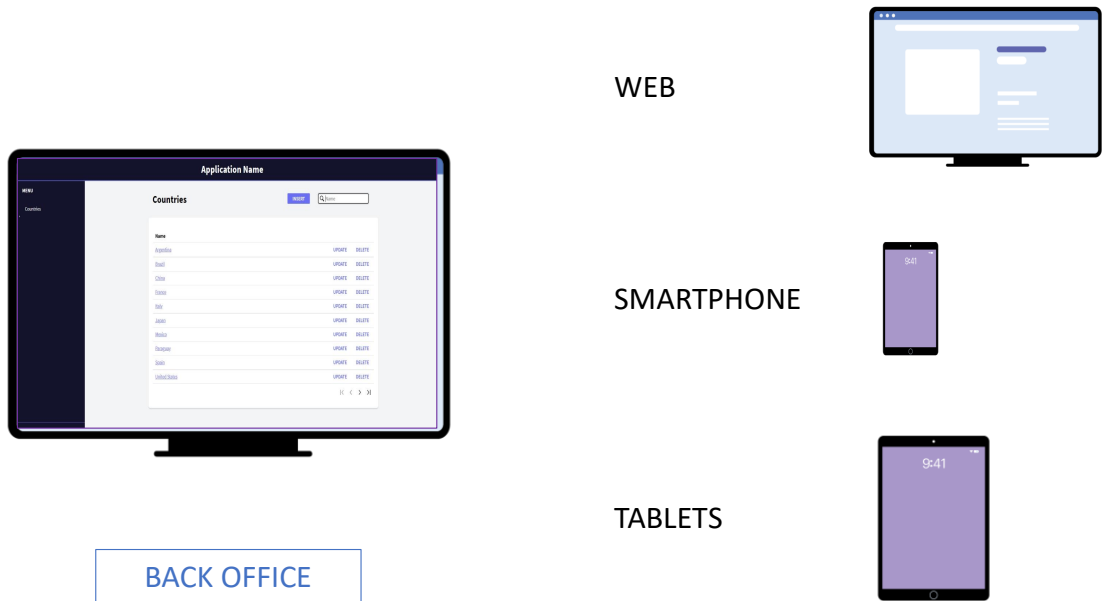 Application Name
MENU
Countries
Countries
INSERT
Name
Name
Argentina UPDATE DELETE
Brazil UPDATE DELETE
China UPDATE DELETE
France UPDATE DELETE
Italy UPDATE DELETE
Japan UPDATE DELETE
Mexico UPDATE DELETE
Paraguay UPDATE DELETE
Spain UPDATE DELETE
United States UPDATE DELETE
BACK OFFICE
WEB
SMARTPHONE
9:41
TABLETS
9:41